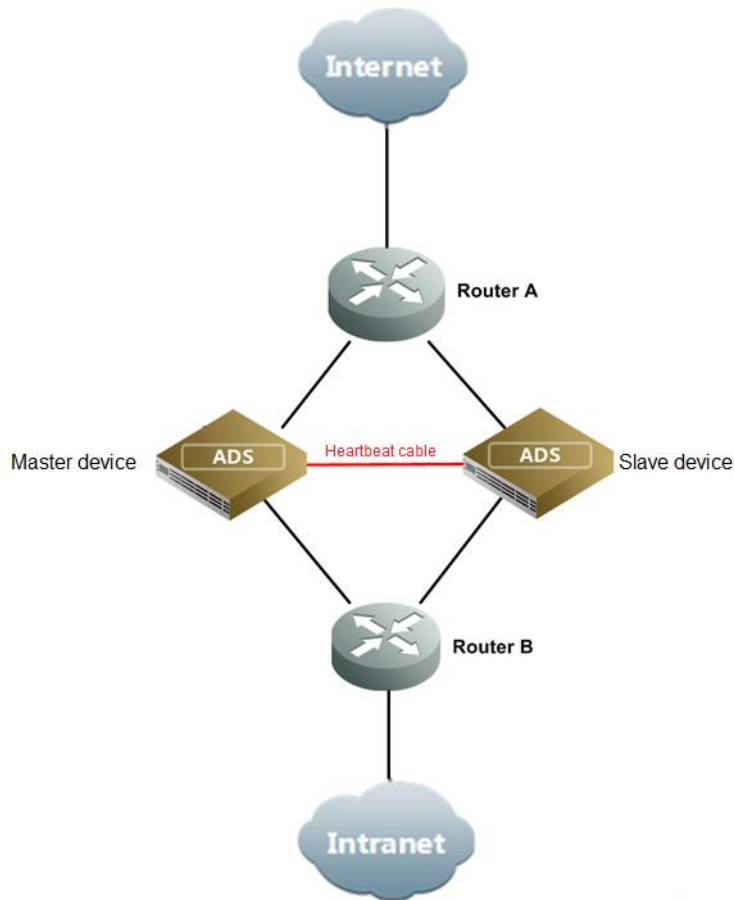 Internet
Router A
ADS
Heartbeat cable
ADS
Master device
Slave device
Router B
Intranet